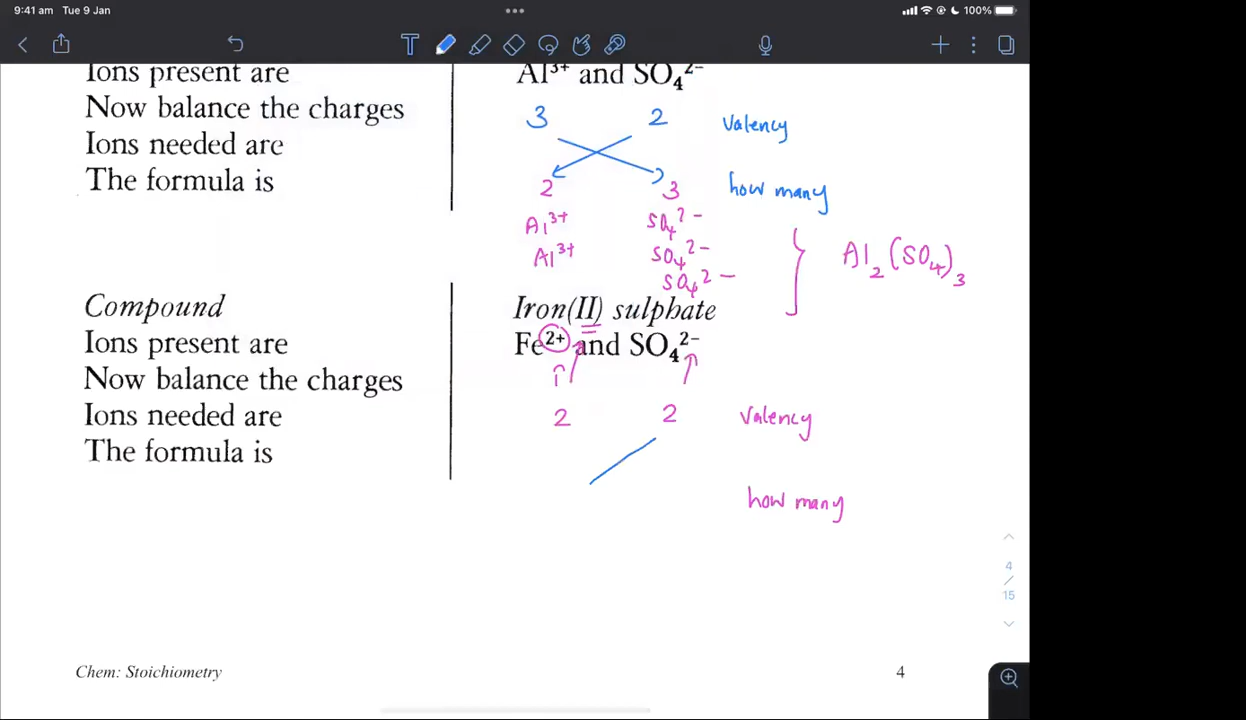 9:41 am Tue 9 Jan
100%
Ions present are
Al³⁺ and SO₄²⁻
Now balance the charges
3 2 valency
Ions needed are
The formula is
2 3 how many
Al³⁺ SO₄²⁻
Al³⁺ SO₄²⁻
SO₄²⁻
Al₂(SO₄)₃
Compound
Iron(II) sulphate
Ions present are
Fe²⁺ and SO₄²⁻
Now balance the charges
Ions needed are
2 2 valency
The formula is
how many
4
/
15
Chem: Stoichiometry
4